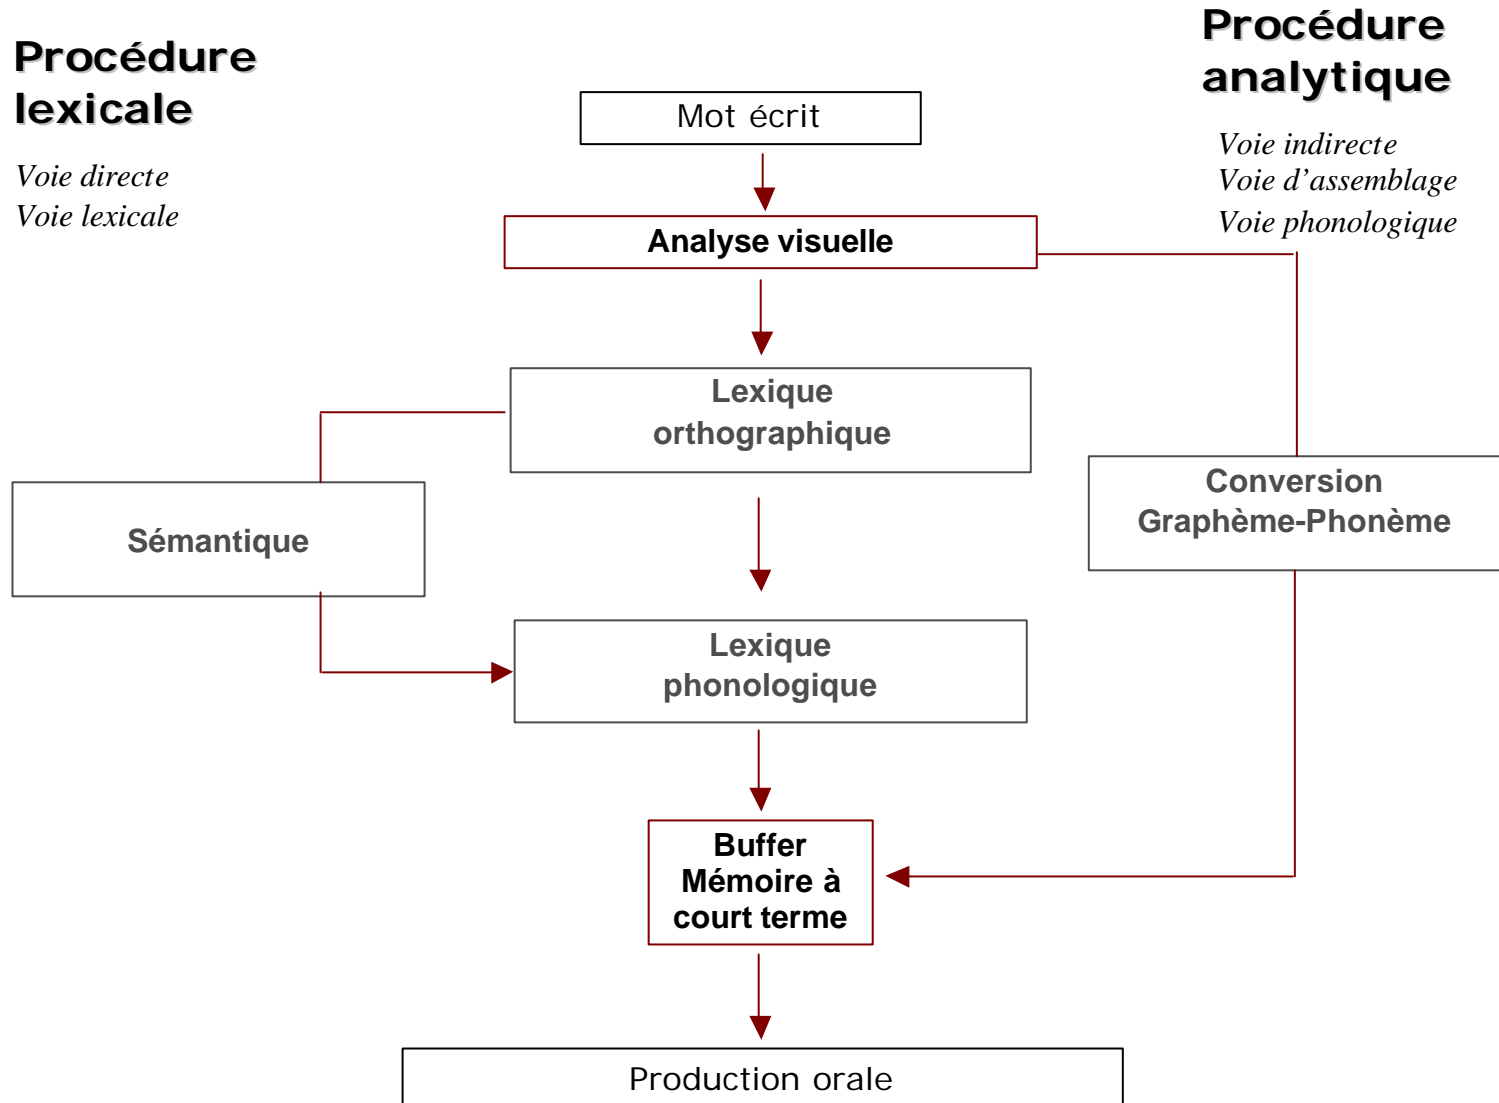 Procédure
lexicale
Voie directe
Voie lexicale
Procédure
analytique
Voie indirecte
Voie d’assemblage
Voie phonologique
Mot écrit
Analyse visuelle
Lexique
orthographique
Sémantique
Conversion
Graphème-Phonème
Lexique
phonologique
Buffer
Mémoire à
court terme
Production orale